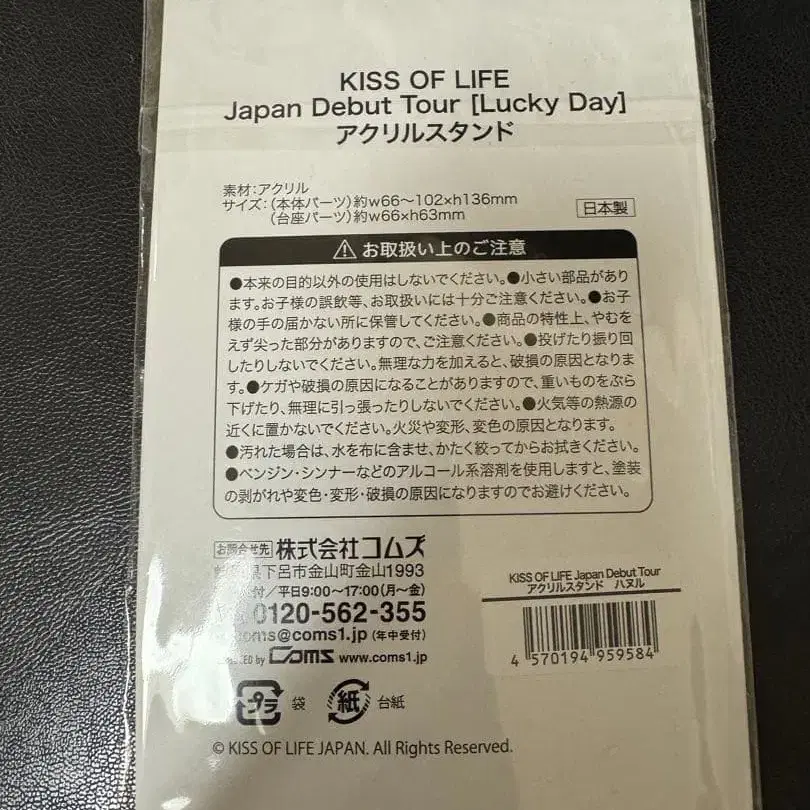 KISS OF LIFE
Japan Debut Tour [Lucky Day]
アクリルスタンド
素材:アクリル
サイズ:(本体パーツ)約w66〜102×h136mm
(台座パーツ)約w66×h63mm
日本製
⚠ お取扱い上のご注意
●本来の目的以外の使用はしないでください。●小さい部品があり
ます。お子様の誤飲等、お取扱いには十分ご注意ください。●お子
様の手の届かない所に保管してください。●商品の特性上、やむを
えず尖った部分がありますので、ご注意ください。●投げたり振り回
したりしないでください。無理な力を加えると、破損の原因となりま
す。●ケガや破損の原因になることがありますので、重いものをぶら
下げたり、無理に引っ張ったりしないでください。●火気等の熱源の
近くに置かないでください。火災や変形、変色の原因となります。
●汚れた場合は、水を布に含ませ、かたく絞ってからお拭きください。
●ベンジン・シンナーなどのアルコール系溶剤を使用しますと、塗装
の剥がれや変色・変形・破損の原因になりますのでお避けください。
お問合せ先 株式会社コムズ
県下呂市金山町金山1993
付/平日9:00〜17:00(月〜金)
0120-562-355
coms@coms1.jp (年中受付)
by Coms www.coms1.jp
プラ 袋 紙 台紙
© KISS OF LIFE JAPAN. All Rights Reserved.
KISS OF LIFE Japan Debut Tour
アクリルスタンド ハヌル
4 570194 959584